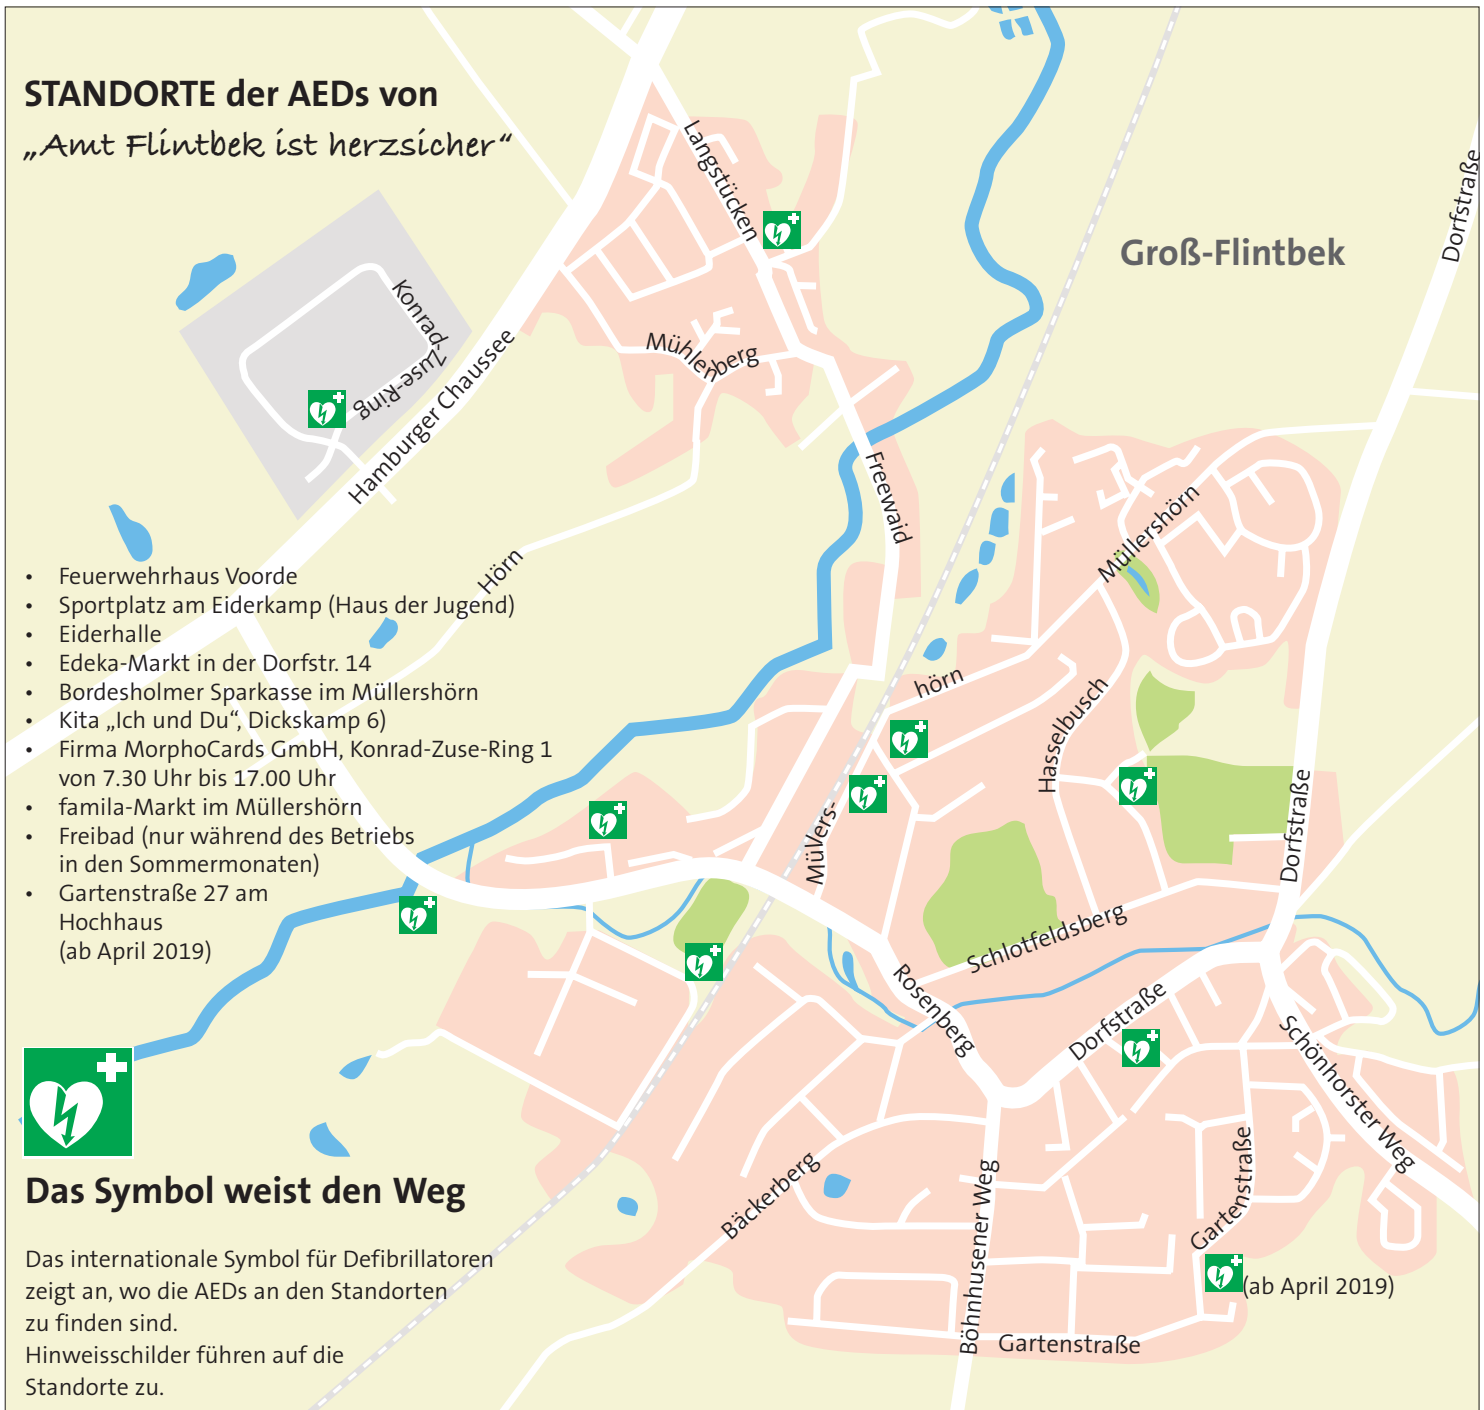 STANDORTE der AEDs von
„Amt Flintbek ist herzsicher“
Langstücken
Groß-Flintbek
Dorfstraße
Konrad-Zuse-Ring
Hamburger Chaussee
Mühlenberg
Freewaid
Müllershörn
Hörn
• Feuerwehrhaus Voorde
• Sportplatz am Eiderkamp (Haus der Jugend)
• Eiderhalle
• Edeka-Markt in der Dorfstr. 14
• Bordesholmer Sparkasse im Müllershörn
• Kita „Ich und Du“, Dickskamp 6)
• Firma MorphoCards GmbH, Konrad-Zuse-Ring 1
von 7.30 Uhr bis 17.00 Uhr
• famila-Markt im Müllershörn
• Freibad (nur während des Betriebs
in den Sommermonaten)
• Gartenstraße 27 am
Hochhaus
(ab April 2019)
hörn
Hasselbusch
Müllers-
Dorfstraße
Schlotfeldsberg
Rosenberg
Dorfstraße
Schönhorster Weg
Bäckerberg
Böhnhusener Weg
Gartenstraße
(ab April 2019)
Gartenstraße
Das Symbol weist den Weg
Das internationale Symbol für Defibrillatoren
zeigt an, wo die AEDs an den Standorten
zu finden sind.
Hinweisschilder führen auf die
Standorte zu.